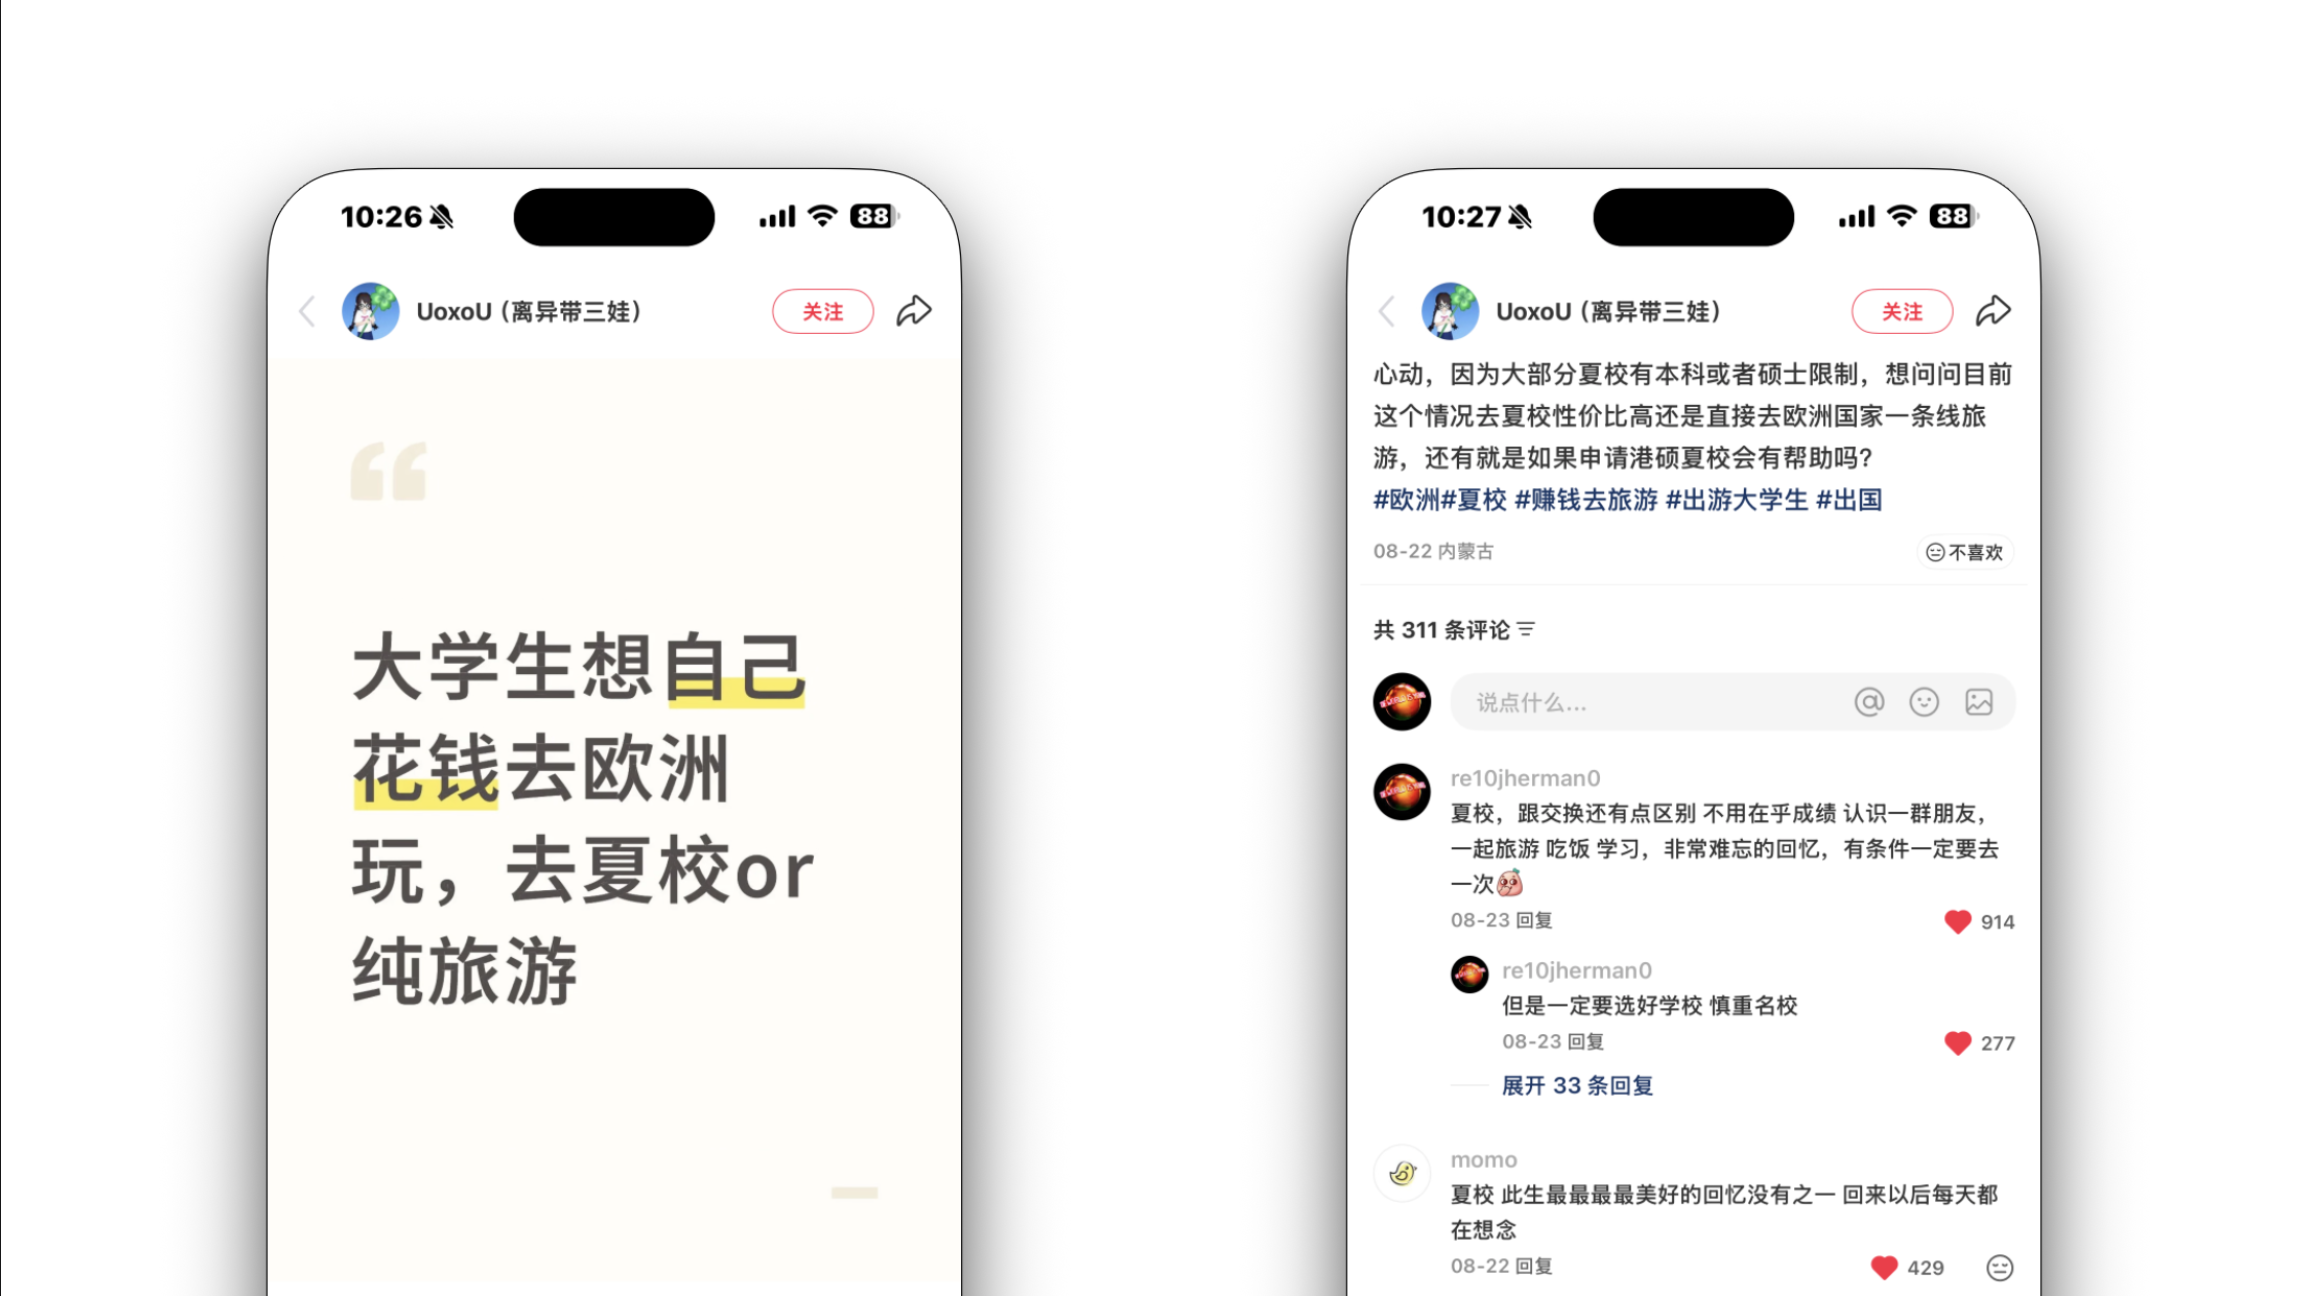 10:26
88
UoxoU（离异带三娃）
关注
大学生想自己
花钱去欧洲
玩，去夏校or
纯旅游
10:27
88
UoxoU（离异带三娃）
关注
心动，因为大部分夏校有本科或者硕士限制，想问问目前
这个情况去夏校性价比高还是直接去欧洲国家一条线旅
游，还有就是如果申请港硕夏校会有帮助吗？
#欧洲#夏校 #赚钱去旅游 #出游大学生 #出国
08-22 内蒙古
不喜欢
共 311 条评论
说点什么...
re10jherman0
夏校，跟交换还有点区别 不用在乎成绩 认识一群朋友，
一起旅游 吃饭 学习，非常难忘的回忆，有条件一定要去
一次
08-23 回复
914
re10jherman0
但是一定要选好学校 慎重名校
08-23 回复
277
展开 33 条回复
momo
夏校 此生最最最最美好的回忆没有之一 回来以后每天都
在想念
08-22 回复
429